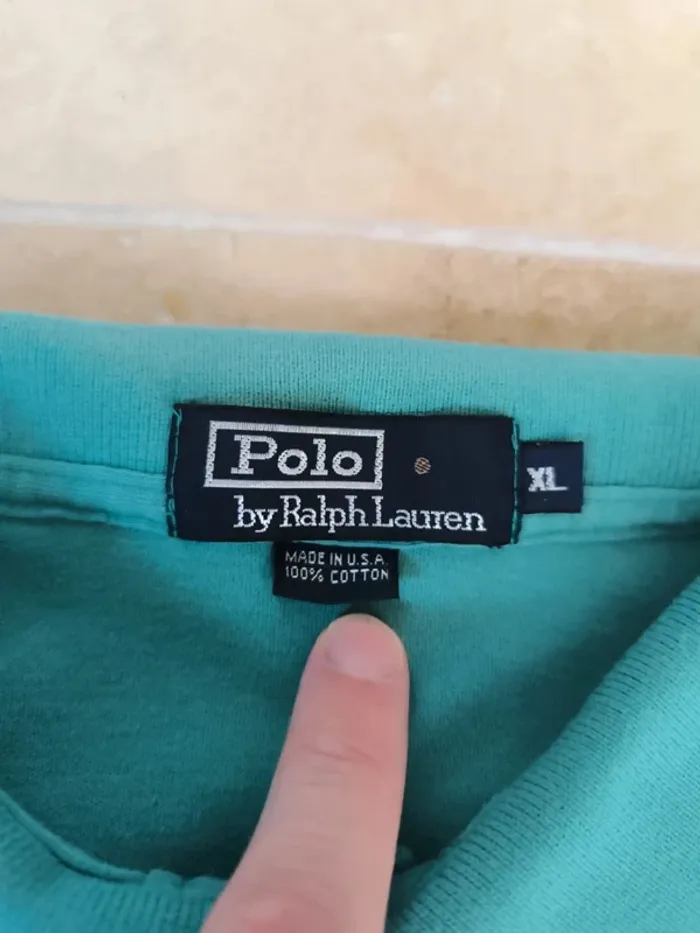 Polo
by Ralph Lauren
XL
MADE IN U.S.A.
100% COTTON